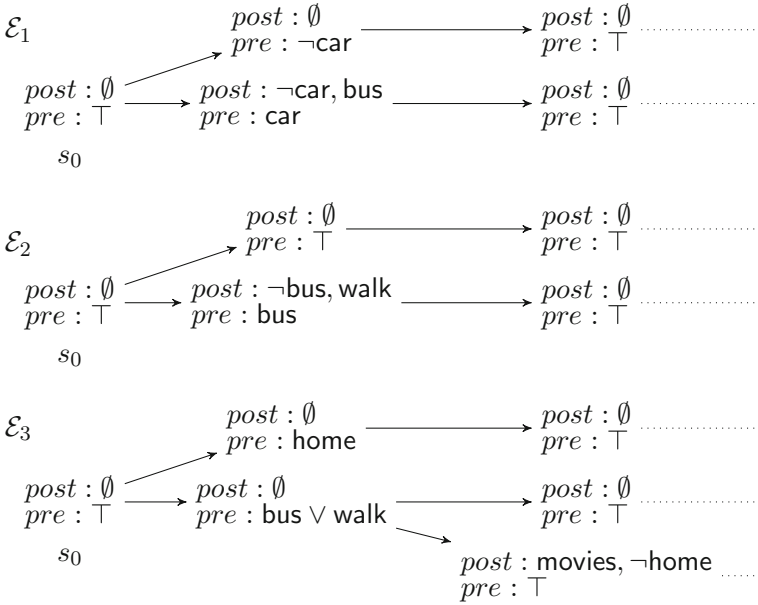 ℰ₁
post : ∅
pre : ¬car
post : ∅
pre : ⊤
post : ∅
pre : ⊤
s₀
post : ¬car, bus
pre : car
post : ∅
pre : ⊤
ℰ₂
post : ∅
pre : ⊤
post : ∅
pre : ⊤
post : ∅
pre : ⊤
s₀
post : ¬bus, walk
pre : bus
post : ∅
pre : ⊤
ℰ₃
post : ∅
pre : home
post : ∅
pre : ⊤
post : ∅
pre : ⊤
s₀
post : ∅
pre : bus ∨ walk
post : ∅
pre : ⊤
post : movies, ¬home
pre : ⊤